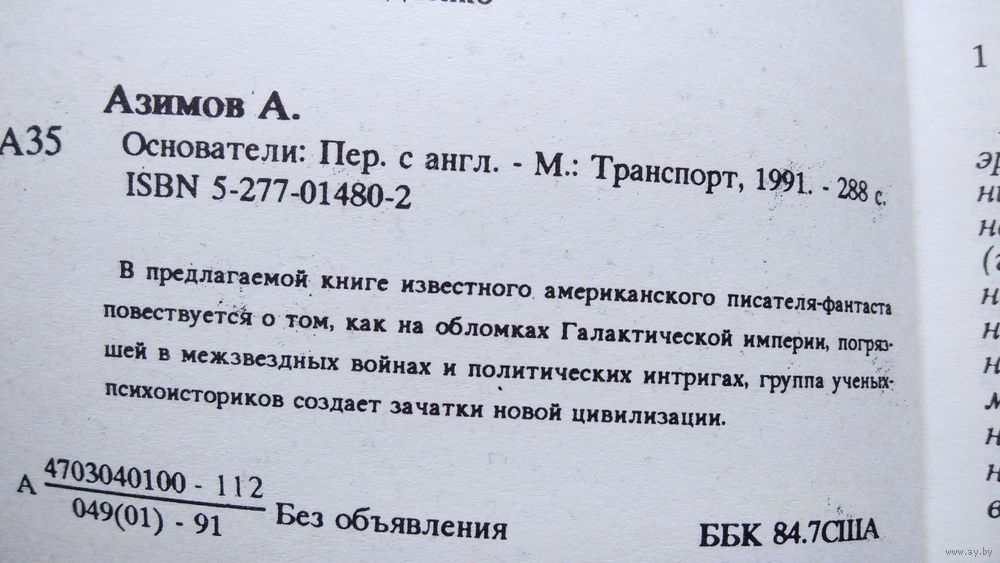 Азимов А.
А35
Основатели: Пер. с англ. - М.: Транспорт, 1991. - 288 с.
ISBN 5-277-01480-2
В предлагаемой книге известного американского писателя-фантаста
повествуется о том, как на обломках Галактической империи, погряз-
шей в межзвездных войнах и политических интригах, группа ученых-
психоисториков создает зачатки новой цивилизации.
А 4703040100 - 112
049(01) - 91
Без объявления
ББК 84.7США
1
www.ay.by